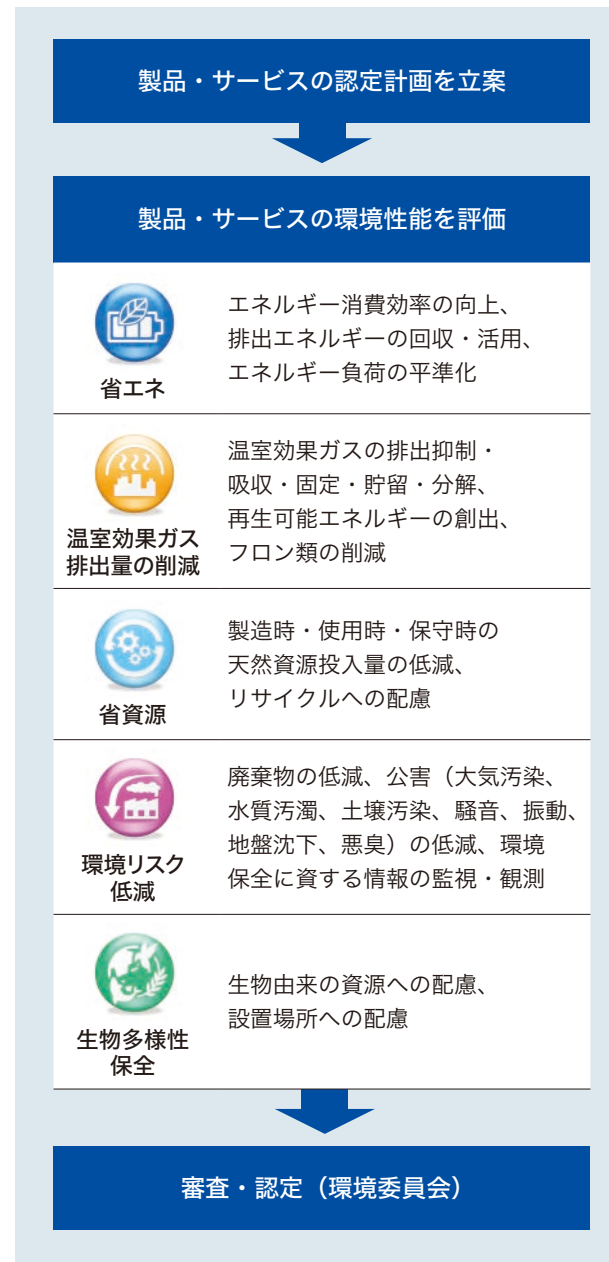 製品・サービスの認定計画を立案
製品・サービスの環境性能を評価
省エネ
エネルギー消費効率の向上、
排出エネルギーの回収・活用、
エネルギー負荷の平準化
温室効果ガス
排出量の削減
温室効果ガスの排出抑制・
吸収・固定・貯留・分解、
再生可能エネルギーの創出、
フロン類の削減
省資源
製造時・使用時・保守時の
天然資源投入量の低減、
リサイクルへの配慮
環境リスク
低減
廃棄物の低減、公害（大気汚染、
水質汚濁、土壌汚染、騒音、振動、
地盤沈下、悪臭）の低減、環境
保全に資する情報の監視・観測
生物多様性
保全
生物由来の資源への配慮、
設置場所への配慮
審査・認定（環境委員会）